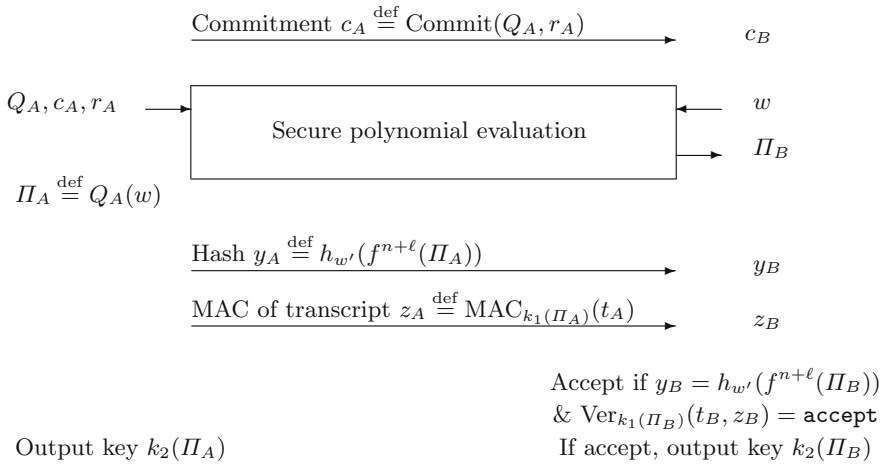 Commitment c_A ≝ Commit(Q_A, r_A)
c_B
Q_A, c_A, r_A
Secure polynomial evaluation
w
Π_B
Π_A ≝ Q_A(w)
Hash y_A ≝ h_{w′}(f^{n+ℓ}(Π_A))
y_B
MAC of transcript z_A ≝ MAC_{k_1(Π_A)}(t_A)
z_B
Accept if y_B = h_{w′}(f^{n+ℓ}(Π_B))
& Ver_{k_1(Π_B)}(t_B, z_B) = accept
Output key k_2(Π_A)
If accept, output key k_2(Π_B)